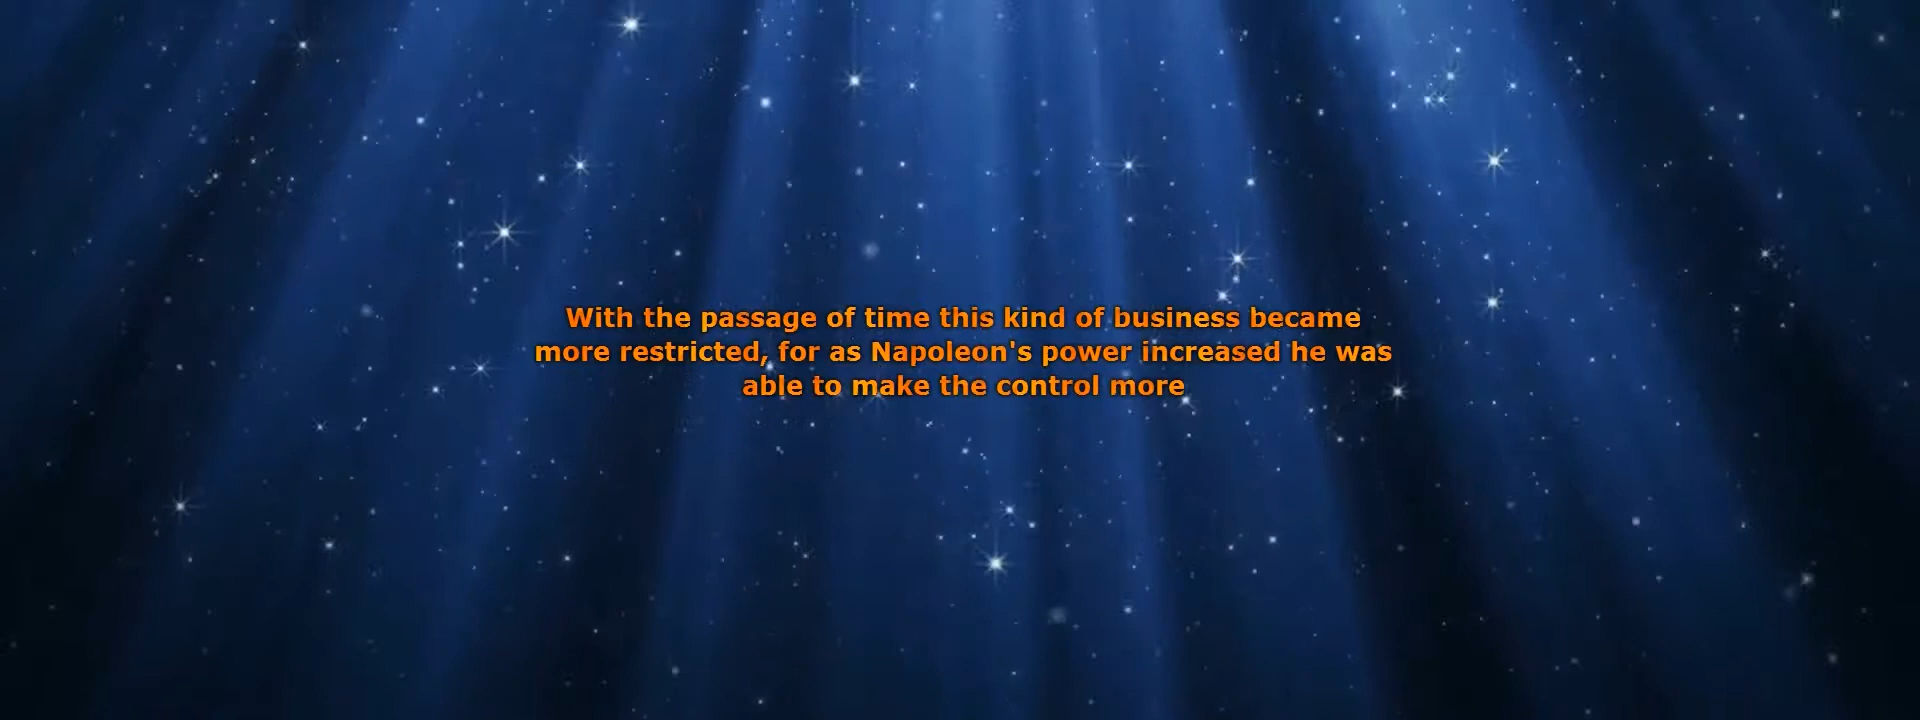 With the passage of time this kind of business became
more restricted, for as Napoleon's power increased he was
able to make the control more